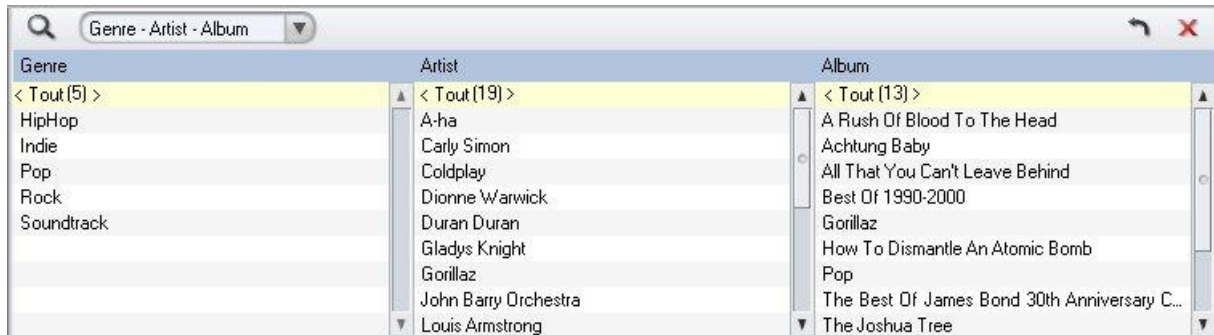 Genre - Artist - Album
Genre
< Tout (5) >
HipHop
Indie
Pop
Rock
Soundtrack
Artist
< Tout (19) >
A-ha
Carly Simon
Coldplay
Dionne Warwick
Duran Duran
Gladys Knight
Gorillaz
John Barry Orchestra
Louis Armstrong
Album
< Tout (13) >
A Rush Of Blood To The Head
Achtung Baby
All That You Can't Leave Behind
Best Of 1990-2000
Gorillaz
How To Dismantle An Atomic Bomb
Pop
The Best Of James Bond 30th Anniversary C...
The Joshua Tree